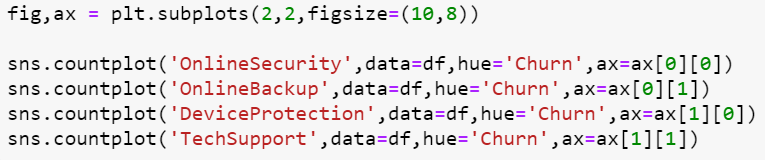 fig,ax = plt.subplots(2,2,figsize=(10,8))
sns.countplot('OnlineSecurity',data=df,hue='Churn',ax=ax[0][0])
sns.countplot('OnlineBackup',data=df,hue='Churn',ax=ax[0][1])
sns.countplot('DeviceProtection',data=df,hue='Churn',ax=ax[1][0])
sns.countplot('TechSupport',data=df,hue='Churn',ax=ax[1][1])